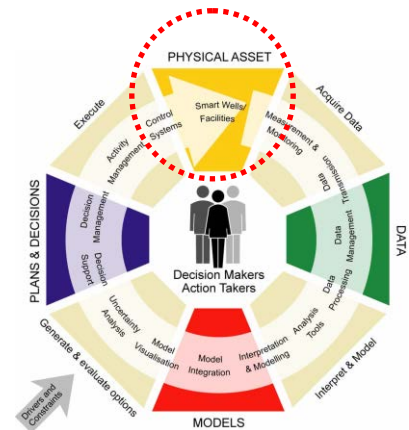 PHYSICAL ASSET
Smart Wells/
Facilities
Acquire Data
Measurement &
Monitoring
Data
Transmission
DATA
Data
Management
Data
Processing
Interpret & Model
Analysis
Tools
Interpretation
& Modelling
MODELS
Model
Integration
Model
Visualisation
Uncertainty
Analysis
Generate & evaluate options
Drivers and
Constraints
PLANS & DECISIONS
Decision
Support
Decision
Management
Execute
Activity
Management
Control
Systems
Decision Makers
Action Takers